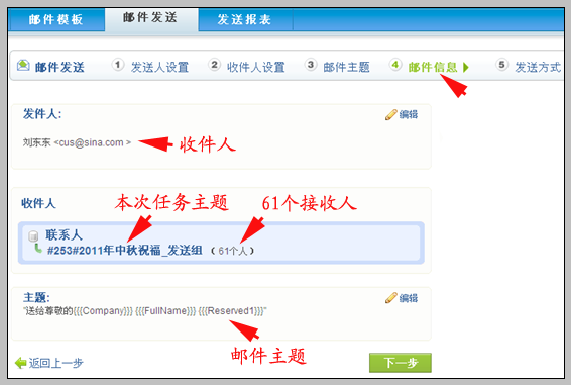 邮件模板 邮件发送 发送报表
邮件发送 1 发送人设置 2 收件人设置 3 邮件主题 4 邮件信息 5 发送方式
发件人: 编辑
刘东东 <cus@sina.com > 收件人
收件人 本次任务主题 61个接收人
联系人
#253#2011年中秋祝福_发送组 ( 61个人 )
主题: 编辑
"送给尊敬的{{{Company}}} {{{FullName}}} {{{Reserved1}}}"
邮件主题
返回上一步 下一步